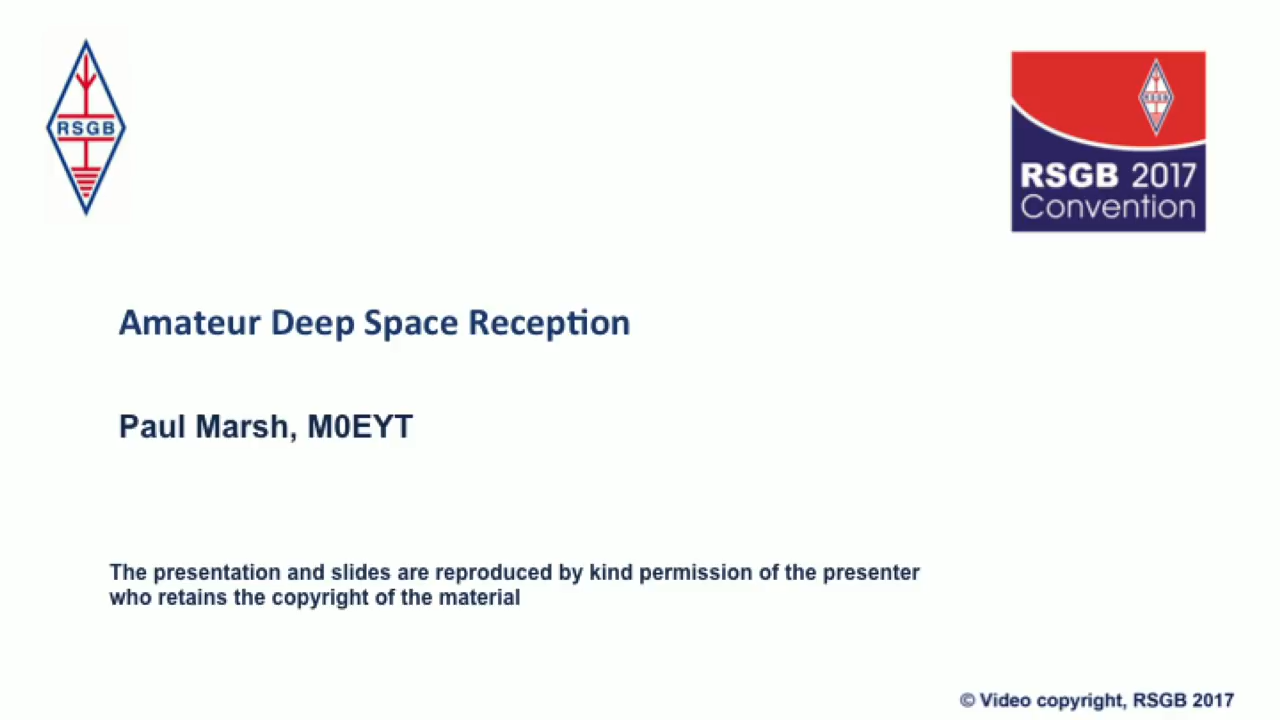 RSGB
RSGB 2017
Convention
Amateur Deep Space Reception
Paul Marsh, M0EYT
The presentation and slides are reproduced by kind permission of the presenter
who retains the copyright of the material
© Video copyright, RSGB 2017